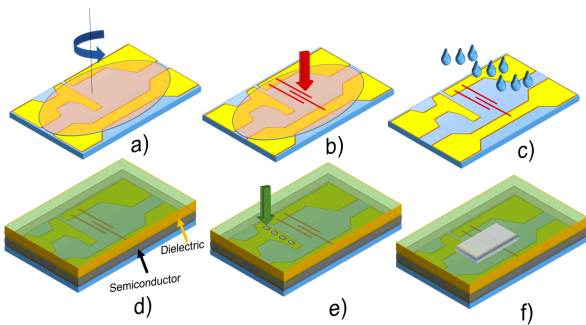 a)
b)
c)
Dielectric
Semiconductor
d)
e)
f)